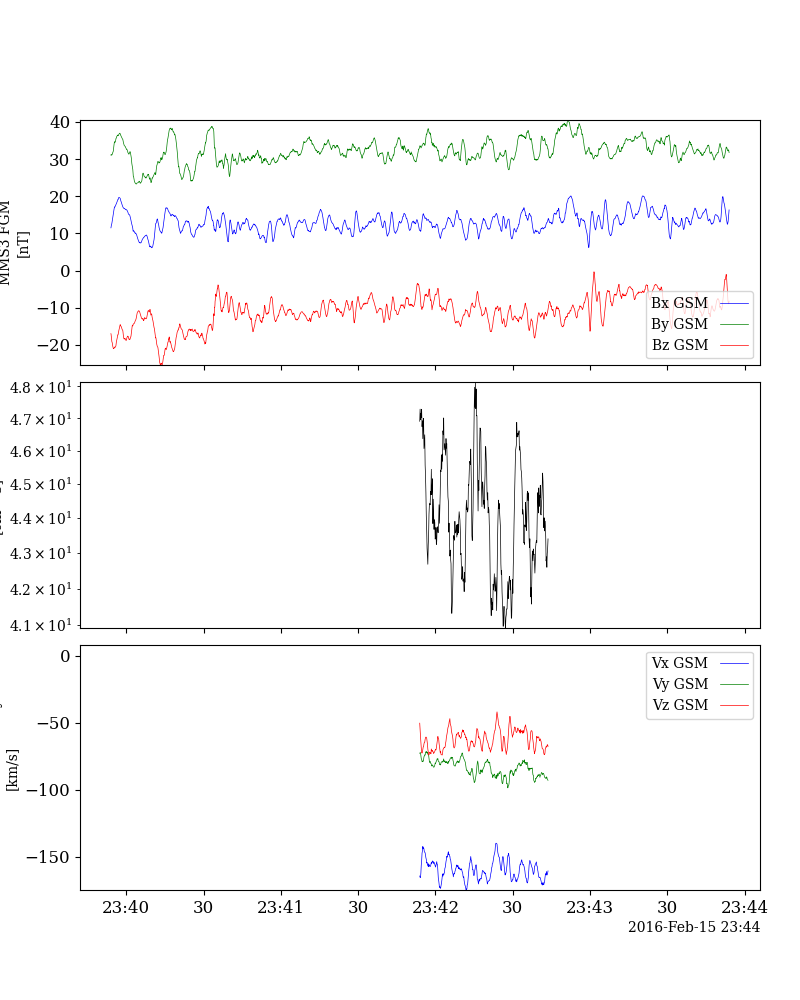 40
30
20
10
0
−10
−20
MMS3 FGM
[nT]
Bx GSM
By GSM
Bz GSM
4.8 × 10¹
4.7 × 10¹
4.6 × 10¹
4.5 × 10¹
4.4 × 10¹
4.3 × 10¹
4.2 × 10¹
4.1 × 10¹
0
−50
−100
−150
[km/s]
Vx GSM
Vy GSM
Vz GSM
23:40 30 23:41 30 23:42 30 23:43 30 23:44
2016-Feb-15 23:44